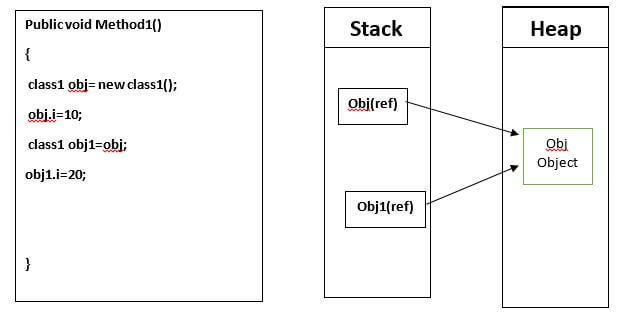 Public void Method1()
{
class1 obj= new class1();
obj.i=10;
class1 obj1=obj;
obj1.i=20;
}
Stack
Obj(ref)
Obj1(ref)
Heap
Obj
Object